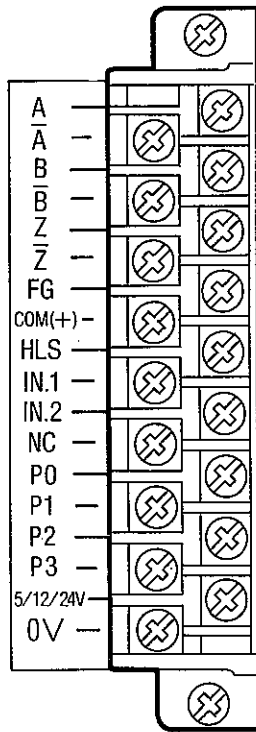 A
A̅
B
B̅
Z
Z̅
FG
COM(+)
HLS
IN.1
IN.2
NC
P0
P1
P2
P3
5/12/24V
0V